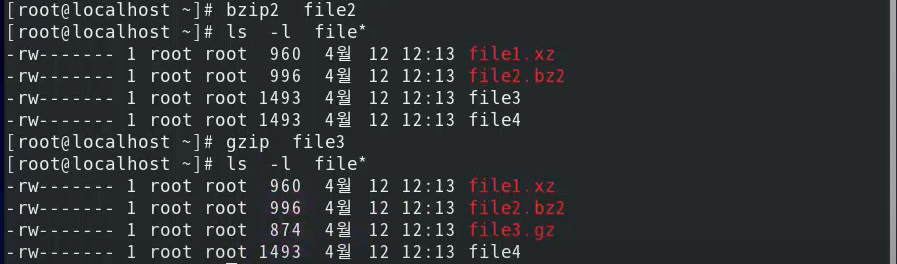 [root@localhost ~]# bzip2  file2
[root@localhost ~]# ls  -l  file*
-rw------- 1 root root  960  4월 12 12:13 file1.xz
-rw------- 1 root root  996  4월 12 12:13 file2.bz2
-rw------- 1 root root 1493  4월 12 12:13 file3
-rw------- 1 root root 1493  4월 12 12:13 file4
[root@localhost ~]# gzip  file3
[root@localhost ~]# ls  -l  file*
-rw------- 1 root root  960  4월 12 12:13 file1.xz
-rw------- 1 root root  996  4월 12 12:13 file2.bz2
-rw------- 1 root root  874  4월 12 12:13 file3.gz
-rw------- 1 root root 1493  4월 12 12:13 file4